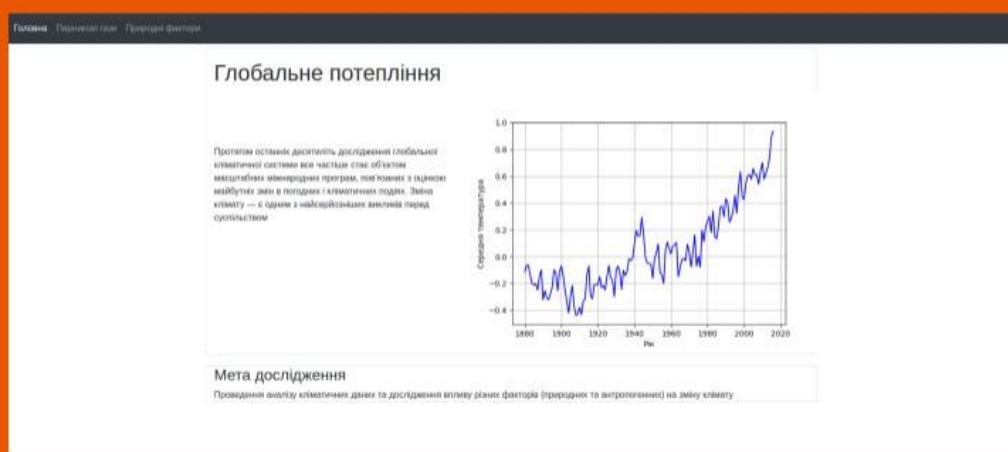 Головна Парникові гази Природні фактори
Глобальне потепління
Протягом останніх десятиліть дослідження глобальної
кліматичної системи все частіше стає об'єктом
масштабних міжнародних програм, пов'язаних з оцінкою
майбутніх змін в погодних і кліматичних подіях. Зміна
клімату — є одним з найсерйозніших викликів перед
суспільством
1.0
0.8
0.6
0.4
0.2
0.0
−0.2
−0.4
Середня температура
1880 1900 1920 1940 1960 1980 2000 2020
Рік
Мета дослідження
Проведення аналізу кліматичних даних та дослідження впливу різних факторів (природних та антропогенних) на зміну клімату